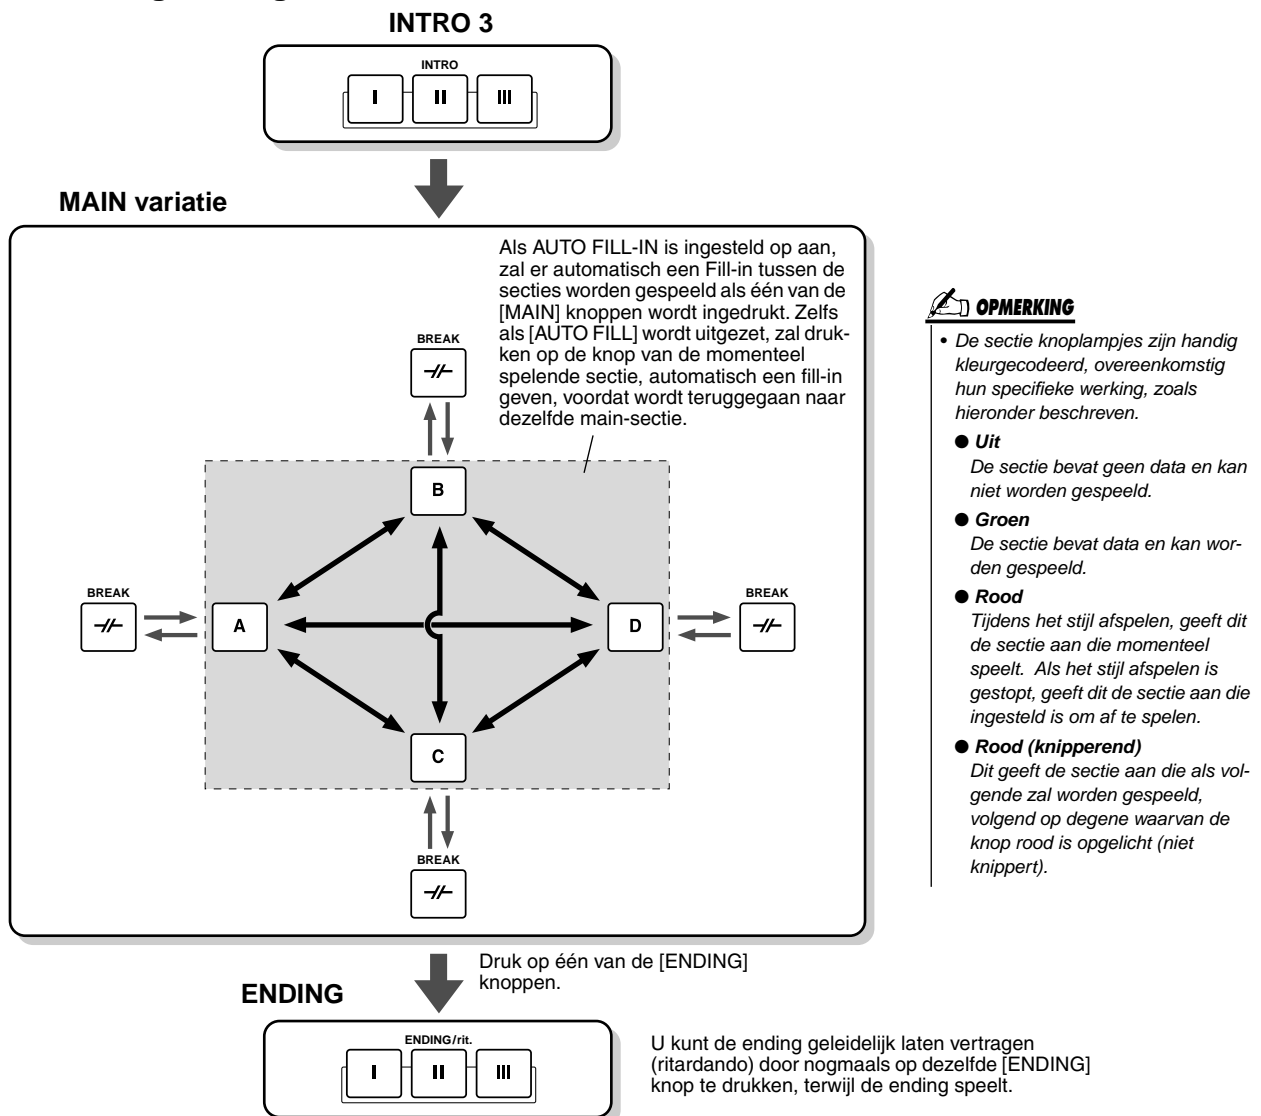 INTRO 3
INTRO
I II III
MAIN variatie
Als AUTO FILL-IN is ingesteld op aan,
zal er automatisch een Fill-in tussen de
secties worden gespeeld als één van de
[MAIN] knoppen wordt ingedrukt. Zelfs
als [AUTO FILL] wordt uitgezet, zal druk-
ken op de knop van de momenteel
spelende sectie, automatisch een fill-in
geven, voordat wordt teruggegaan naar
dezelfde main-sectie.
BREAK
B
BREAK
A
D
BREAK
C
BREAK
OPMERKING
• De sectie knoplampjes zijn handig
kleurgecodeerd, overeenkomstig
hun specifieke werking, zoals
hieronder beschreven.
● Uit
De sectie bevat geen data en kan
niet worden gespeeld.
● Groen
De sectie bevat data en kan wor-
den gespeeld.
● Rood
Tijdens het stijl afspelen, geeft dit
de sectie aan die momenteel
speelt. Als het stijl afspelen is
gestopt, geeft dit de sectie aan die
ingesteld is om af te spelen.
● Rood (knipperend)
Dit geeft de sectie aan die als vol-
gende zal worden gespeeld,
volgend op degene waarvan de
knop rood is opgelicht (niet
knippert).
Druk op één van de [ENDING]
knoppen.
ENDING
ENDING/rit.
I II III
U kunt de ending geleidelijk laten vertragen
(ritardando) door nogmaals op dezelfde [ENDING]
knop te drukken, terwijl de ending speelt.